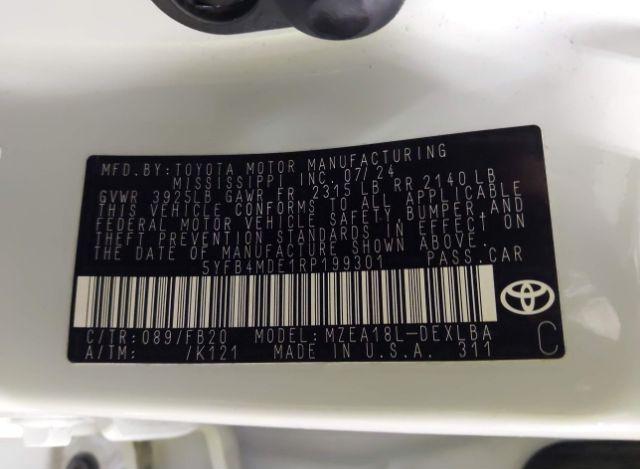 MFD. BY: TOYOTA MOTOR MANUFACTURING
MISSISSIPPI INC. 07/24
GVWR 3925LB GAWR FR 2315 LB RR 2140 LB
THIS VEHICLE CONFORMS TO ALL APPLICABLE
FEDERAL MOTOR VEHICLE SAFETY, BUMPER, AND
THEFT PREVENTION STANDARDS IN EFFECT ON
THE DATE OF MANUFACTURE SHOWN ABOVE.
5YFB4MDE1RP199301 PASS. CAR
C/TR: 089/FB20 MODEL: MZEA18L-DEXLBA
A/TM: /K121 MADE IN U.S.A. 311 C